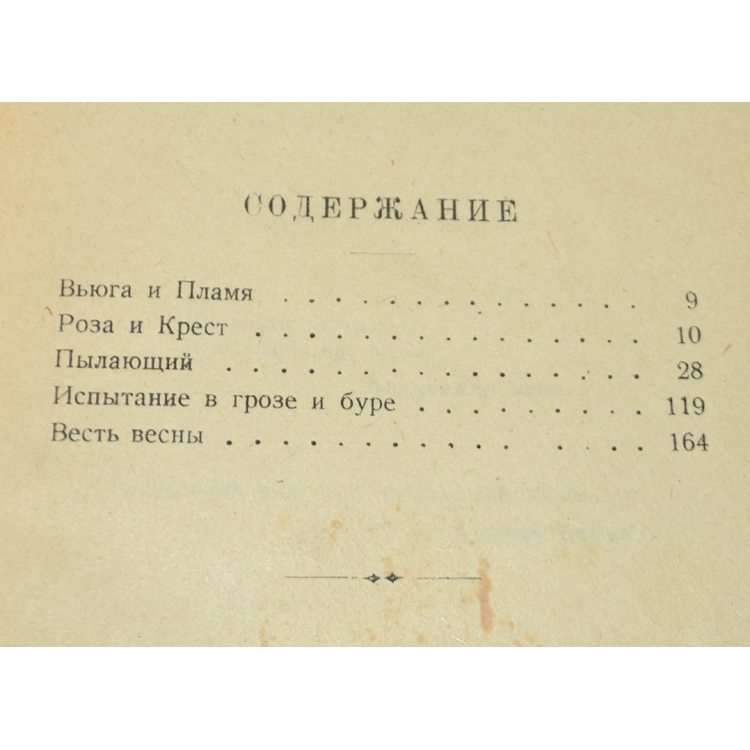 СОДЕРЖАНИЕ
Вьюга и Пламя . . . . . . . . . . . . . 9
Роза и Крест . . . . . . . . . . . . . . 10
Пылающий . . . . . . . . . . . . . . . 28
Испытание в грозе и буре . . . . . . . . . 119
Весть весны . . . . . . . . . . . . . . . 164